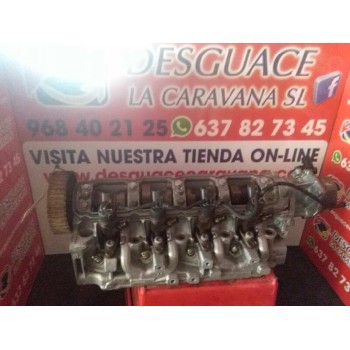 DESGUACE
LA CARAVANA SL
968 40 21 25 637 82 73 45
VISITA NUESTRA TIENDA ON-LINE